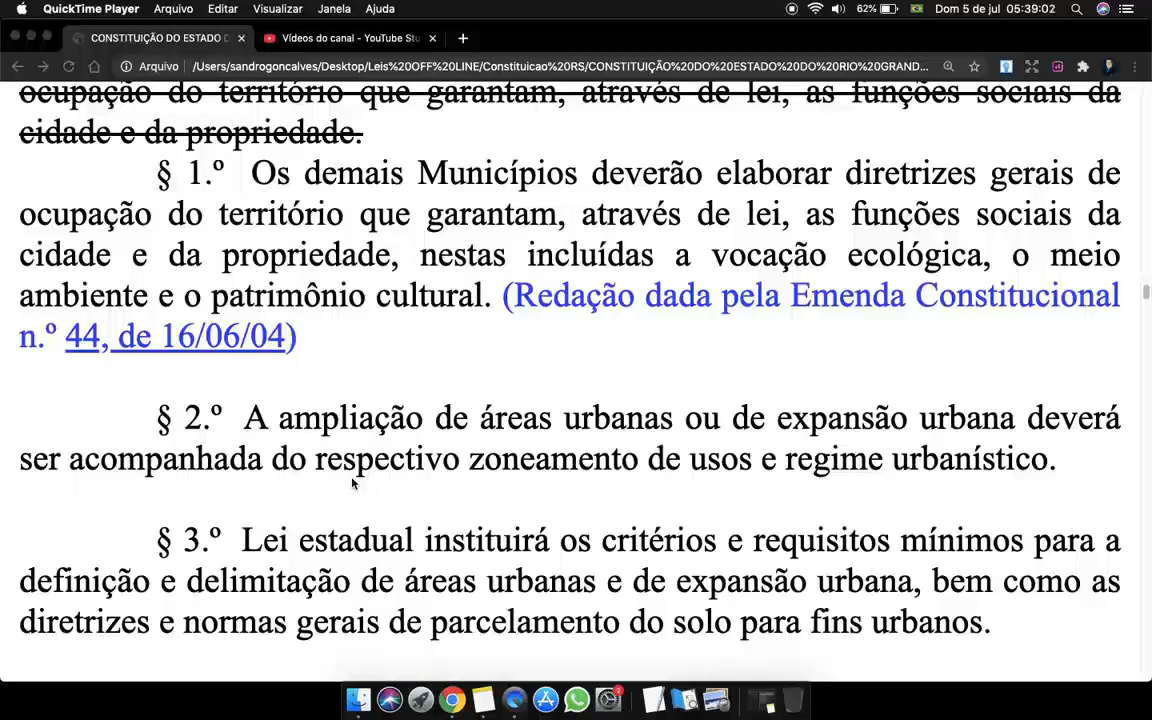 QuickTime Player Arquivo Editar Visualizar Janela Ajuda 62% Dom 5 de jul 05:39:02
CONSTITUIÇÃO DO ESTADO D Vídeos do canal - YouTube Stu
Arquivo /Users/sandrogoncalves/Desktop/Leis%20OFF%20LINE/Constituicao%20RS/CONSTITUIÇÃO%20DO%20ESTADO%20DO%20RIO%20GRAND...
ocupação do território que garantam, através de lei, as funções sociais da
cidade e da propriedade.
§ 1.º Os demais Municípios deverão elaborar diretrizes gerais de
ocupação do território que garantam, através de lei, as funções sociais da
cidade e da propriedade, nestas incluídas a vocação ecológica, o meio
ambiente e o patrimônio cultural. (Redação dada pela Emenda Constitucional
n.º 44, de 16/06/04)
§ 2.º A ampliação de áreas urbanas ou de expansão urbana deverá
ser acompanhada do respectivo zoneamento de usos e regime urbanístico.
§ 3.º Lei estadual instituirá os critérios e requisitos mínimos para a
definição e delimitação de áreas urbanas e de expansão urbana, bem como as
diretrizes e normas gerais de parcelamento do solo para fins urbanos.
2